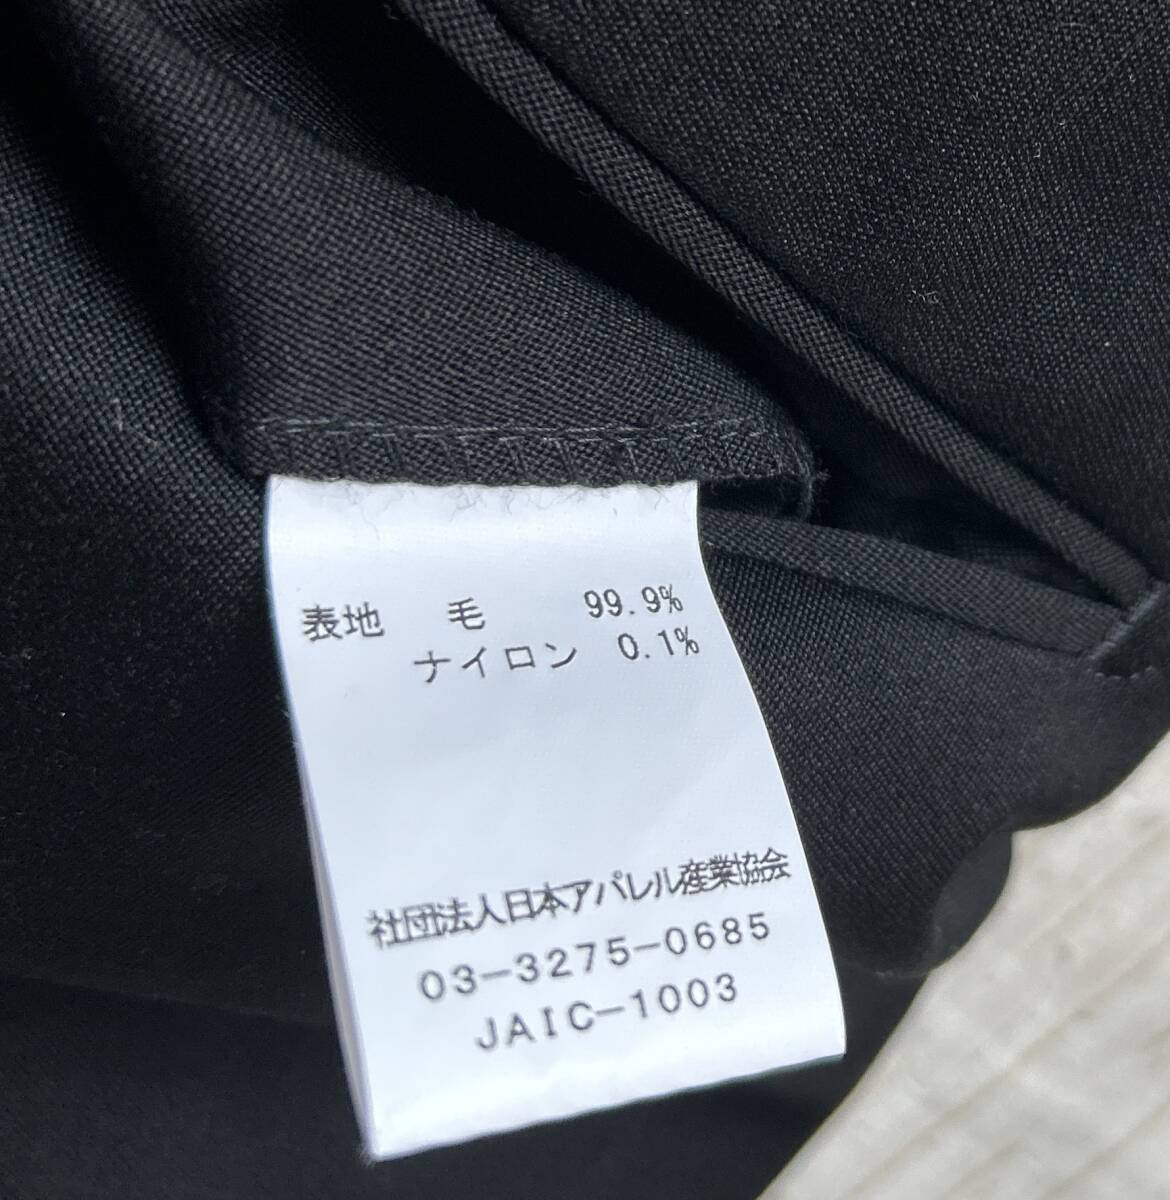 表地 毛 99.9%
ナイロン 0.1%
社団法人日本アパレル産業協会
03-3275-0685
JAIC-1003